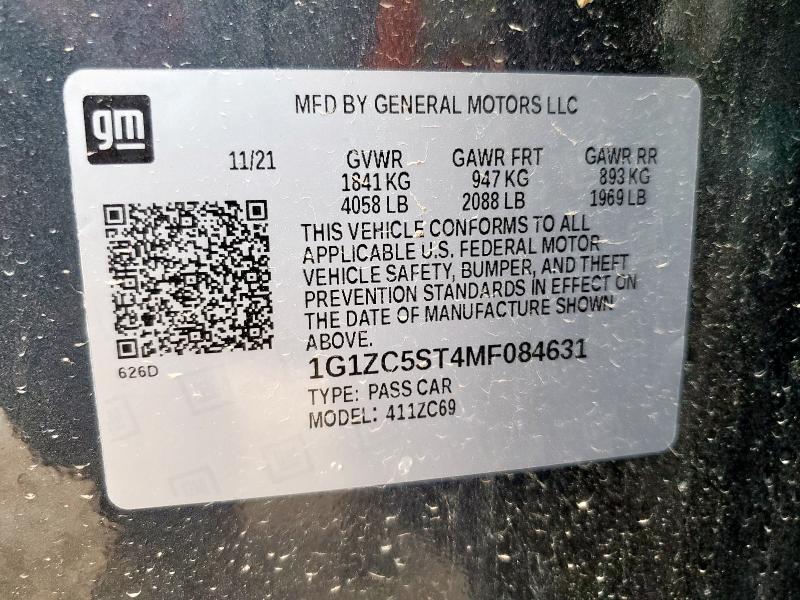 gm
MFD BY GENERAL MOTORS LLC
11/21 GVWR GAWR FRT GAWR RR
1841 KG 947 KG 893 KG
4058 LB 2088 LB 1969 LB
THIS VEHICLE CONFORMS TO ALL
APPLICABLE U.S. FEDERAL MOTOR
VEHICLE SAFETY, BUMPER, AND THEFT
PREVENTION STANDARDS IN EFFECT ON
THE DATE OF MANUFACTURE SHOWN
ABOVE.
626D
1G1ZC5ST4MF084631
TYPE: PASS CAR
MODEL: 411ZC69